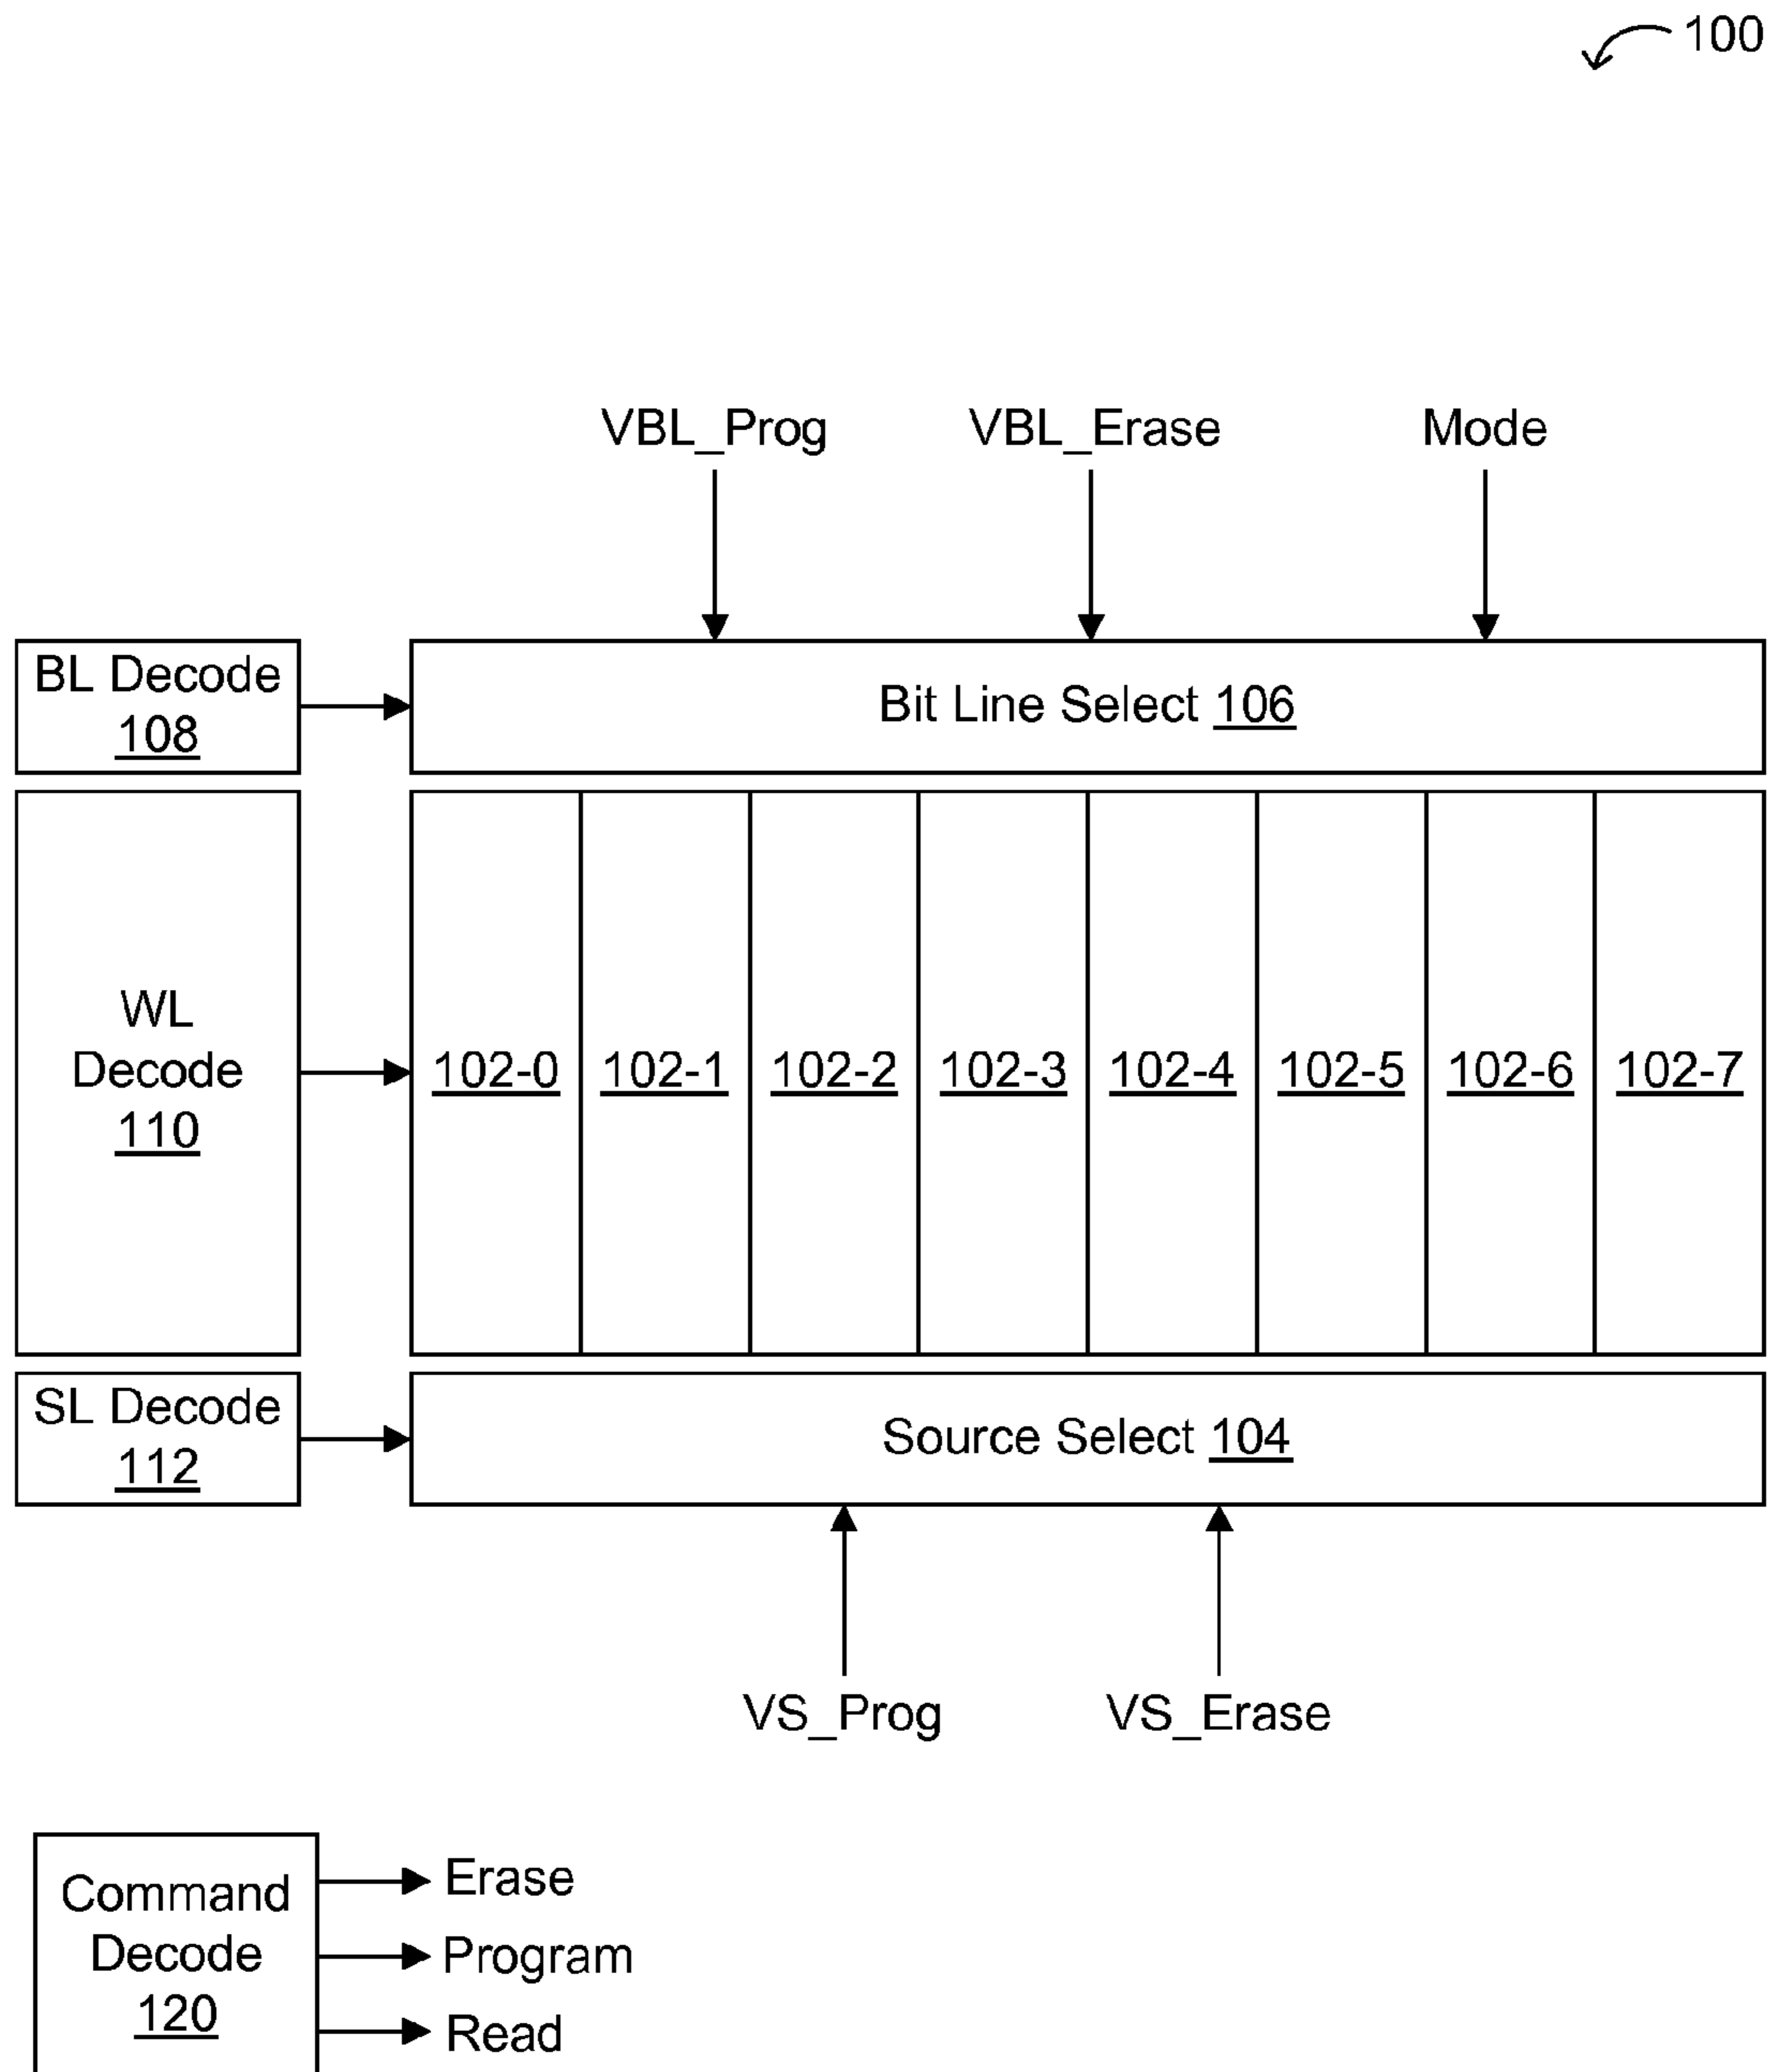 100
VBL_Prog VBL_Erase Mode
BL Decode
108
Bit Line Select 106
WL
Decode
110
102-0 102-1 102-2 102-3 102-4 102-5 102-6 102-7
SL Decode
112
Source Select 104
VS_Prog VS_Erase
Command
Decode
120
Erase
Program
Read